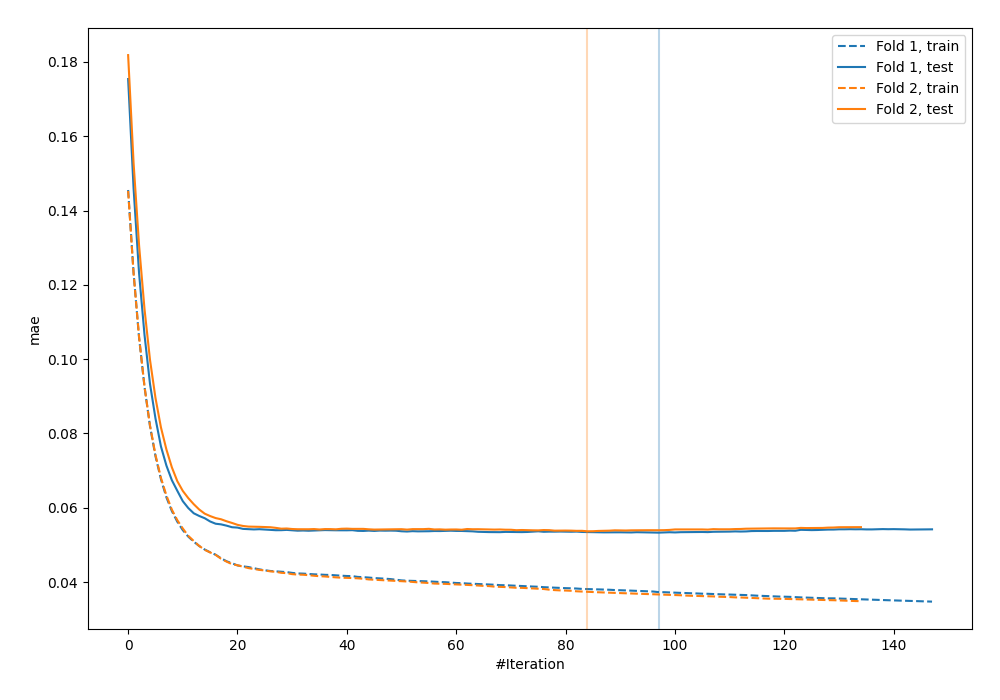 0.18
0.16
0.14
0.12
0.10
0.08
0.06
0.04
mae
0
20
40
60
80
100
120
140
#Iteration
Fold 1, train
Fold 1, test
Fold 2, train
Fold 2, test